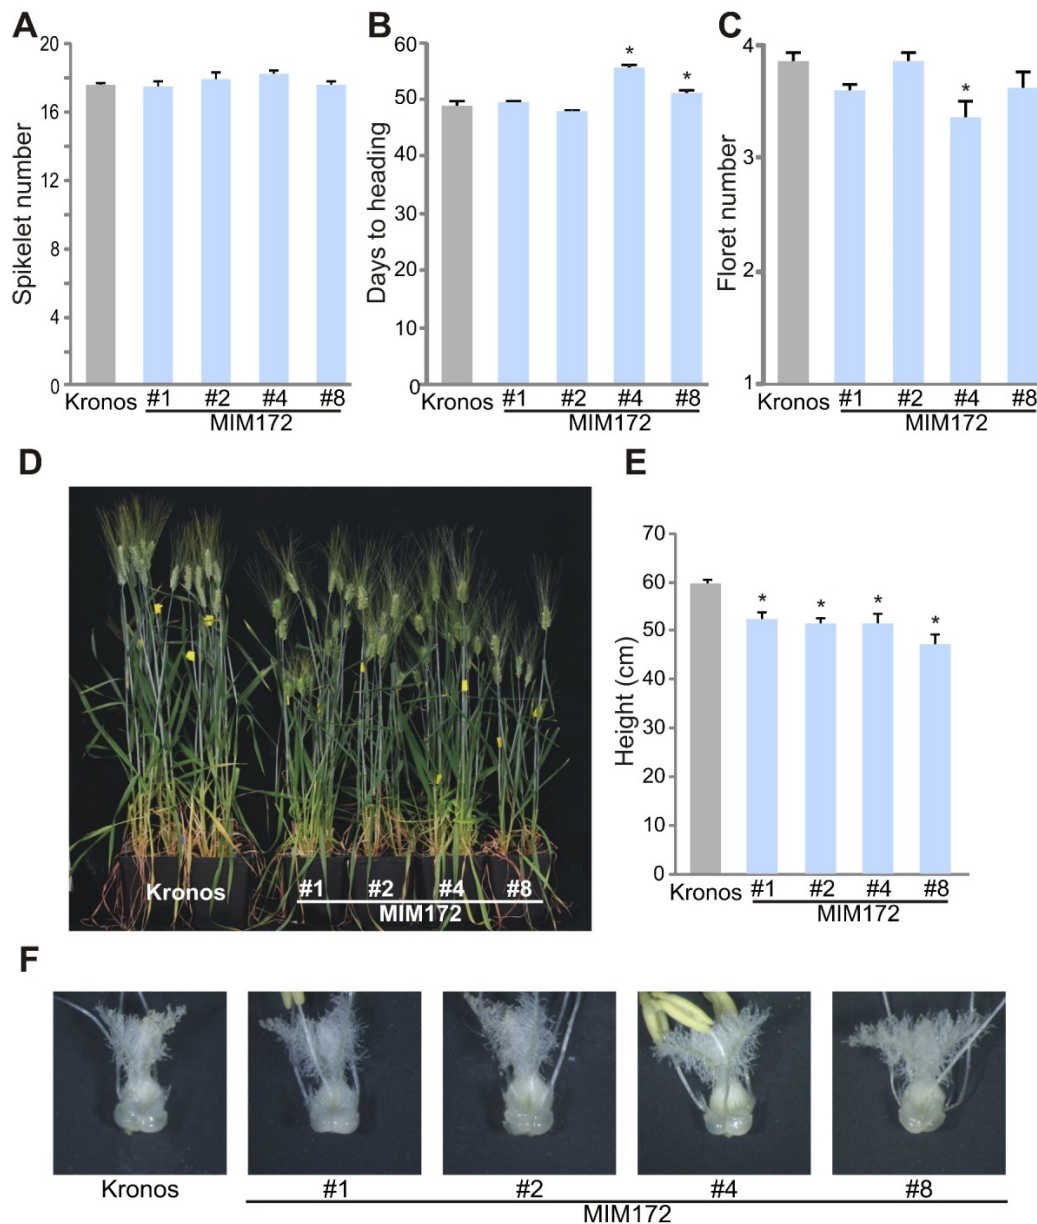 A
20
16
12
8
4
0
Spikelet number
Kronos #1 #2 #4 #8
MIM172
B
60
50
40
30
20
10
0
Days to heading
* *
Kronos #1 #2 #4 #8
MIM172
C
4
3
2
1
Floret number
*
Kronos #1 #2 #4 #8
MIM172
D
Kronos #1 #2 #4 #8
MIM172
E
70
60
50
40
30
20
10
0
Height (cm)
* * * *
Kronos #1 #2 #4 #8
MIM172
F
Kronos #1 #2 #4 #8
MIM172